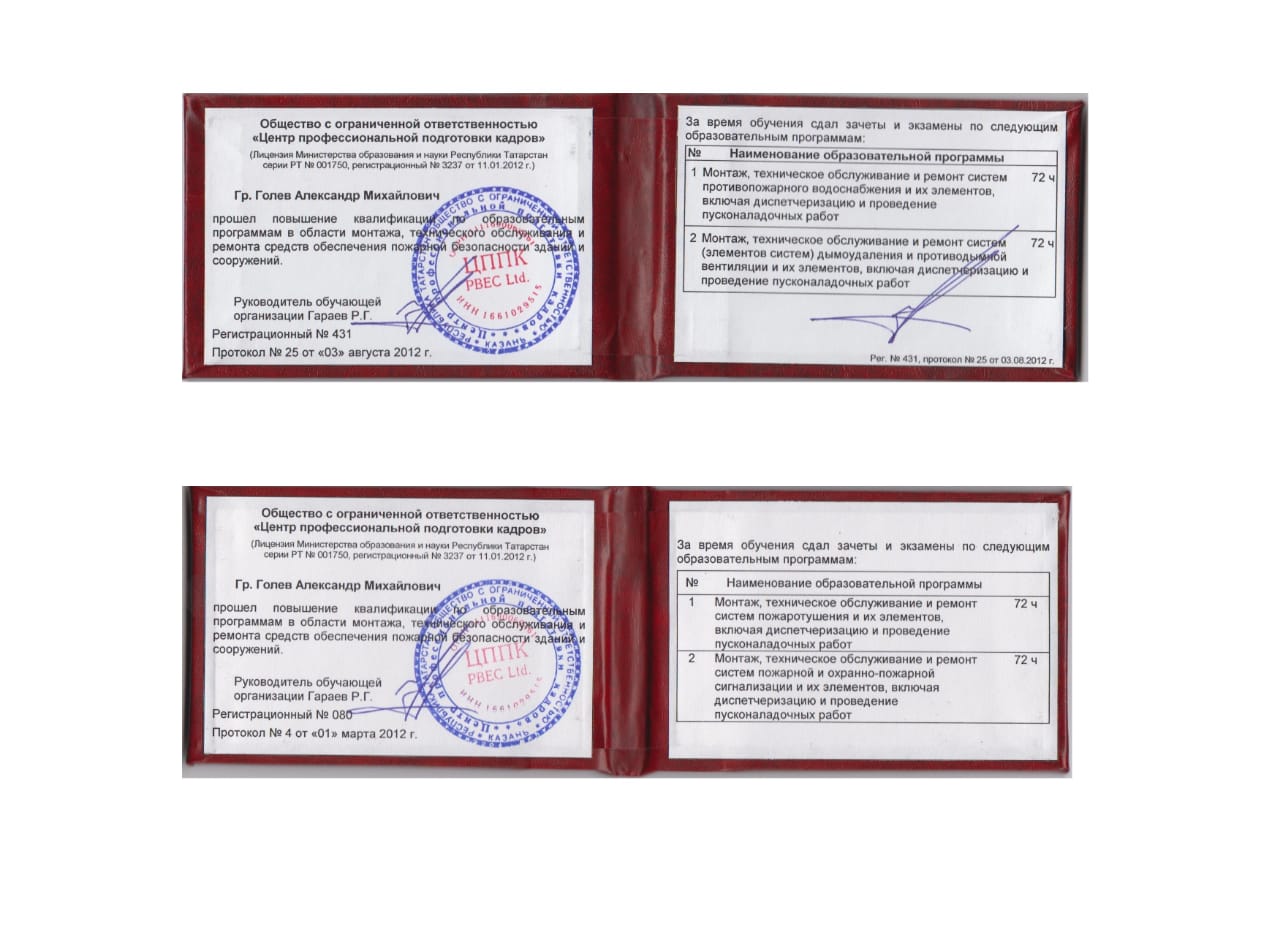 Общество с ограниченной ответственностью
«Центр профессиональной подготовки кадров»
(Лицензия Министерства образования и науки Республики Татарстан
серии РТ № 001750, регистрационный № 3237 от 11.01.2012 г.)
Гр. Голев Александр Михайлович
прошел повышение квалификации по образовательным
программам в области монтажа, технического обслуживания и
ремонта средств обеспечения пожарной безопасности зданий и
сооружений.
Руководитель обучающей
организации Гараев Р.Г.
Регистрационный № 431
Протокол № 25 от «03» августа 2012 г.
ЦППК
PBEC Ltd.
ИНН 1661029515
КАЗАНЬ
За время обучения сдал зачеты и экзамены по следующим
образовательным программам:
№ Наименование образовательной программы
1 Монтаж, техническое обслуживание и ремонт систем 72 ч
противопожарного водоснабжения и их элементов,
включая диспетчеризацию и проведение
пусконаладочных работ
2 Монтаж, техническое обслуживание и ремонт систем 72 ч
(элементов систем) дымоудаления и противодымной
вентиляции и их элементов, включая диспетчеризацию и
проведение пусконаладочных работ
Рег. № 431, протокол № 25 от 03.08.2012 г.
Общество с ограниченной ответственностью
«Центр профессиональной подготовки кадров»
(Лицензия Министерства образования и науки Республики Татарстан
серии РТ № 001750, регистрационный № 3237 от 11.01.2012 г.)
Гр. Голев Александр Михайлович
прошел повышение квалификации по образовательным
программам в области монтажа, технического обслуживания и
ремонта средств обеспечения пожарной безопасности зданий и
сооружений.
Руководитель обучающей
организации Гараев Р.Г.
Регистрационный № 080
Протокол № 4 от «01» марта 2012 г.
ЦППК
PBEC Ltd.
ИНН 1661029515
КАЗАНЬ
За время обучения сдал зачеты и экзамены по следующим
образовательным программам:
№ Наименование образовательной программы
1 Монтаж, техническое обслуживание и ремонт 72 ч
систем пожаротушения и их элементов,
включая диспетчеризацию и проведение
пусконаладочных работ
2 Монтаж, техническое обслуживание и ремонт 72 ч
систем пожарной и охранно-пожарной
сигнализации и их элементов, включая
диспетчеризацию и проведение
пусконаладочных работ